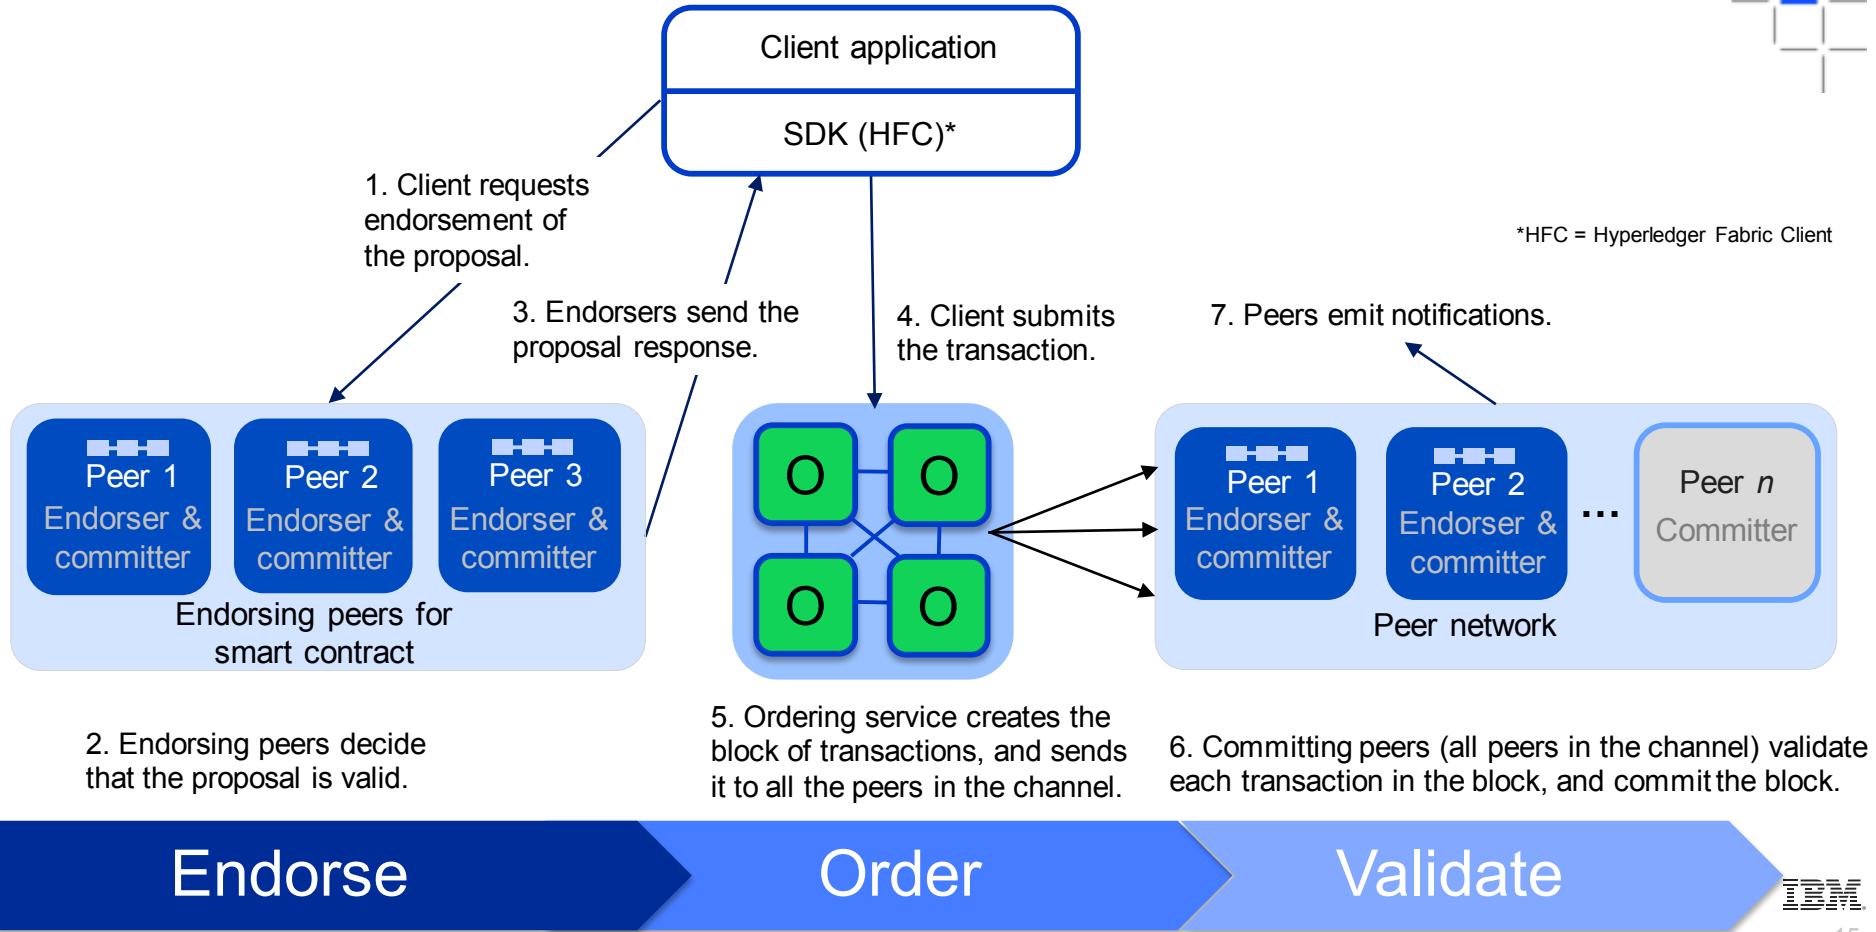 Client application
SDK (HFC)*
1. Client requests
endorsement of
the proposal.
*HFC = Hyperledger Fabric Client
3. Endorsers send the
proposal response.
4. Client submits
the transaction.
7. Peers emit notifications.
Peer 1
Endorser &
committer
Peer 2
Endorser &
committer
Peer 3
Endorser &
committer
Endorsing peers for
smart contract
O
O
O
O
Peer 1
Endorser &
committer
Peer 2
Endorser &
committer
...
Peer n
Committer
Peer network
2. Endorsing peers decide
that the proposal is valid.
5. Ordering service creates the
block of transactions, and sends
it to all the peers in the channel.
6. Committing peers (all peers in the channel) validate
each transaction in the block, and commit the block.
Endorse
Order
Validate
IBM.